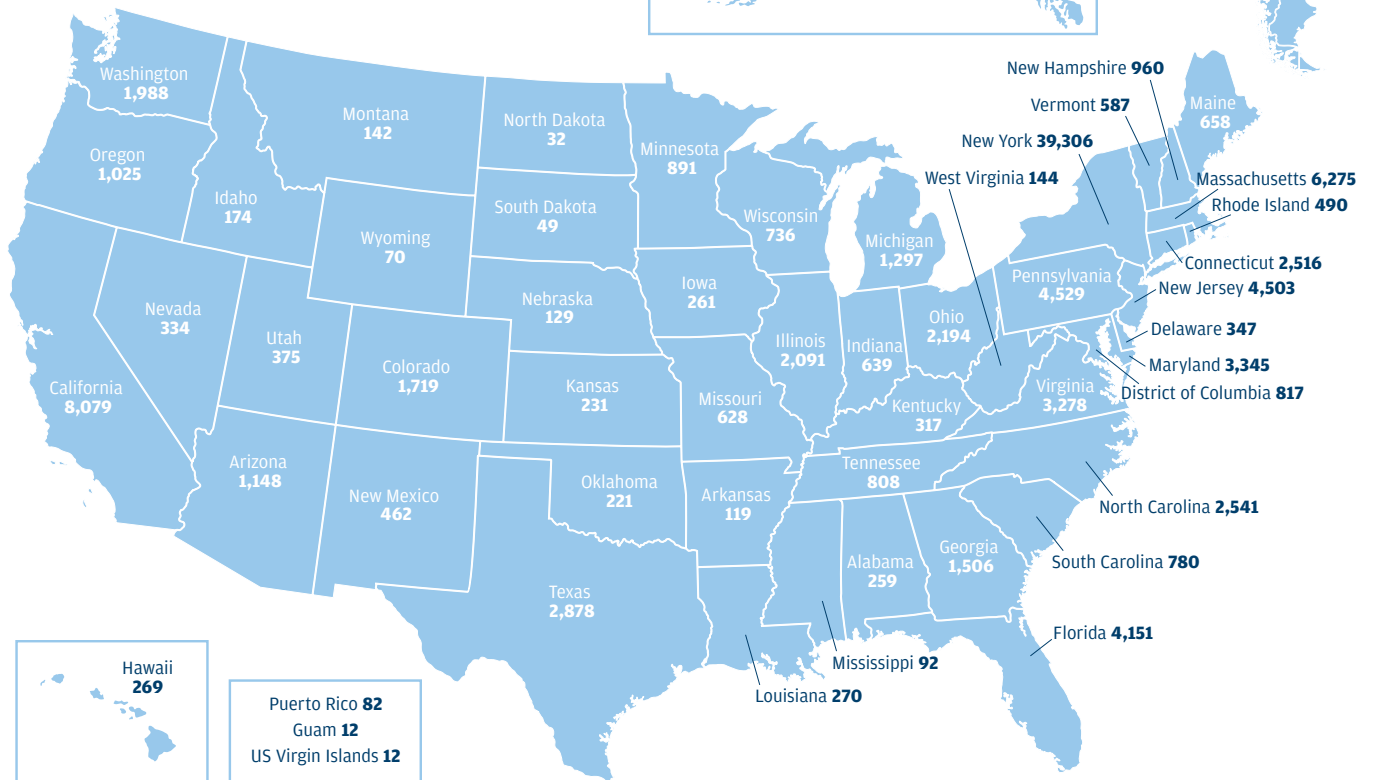 Washington
1,988
Oregon
1,025
California
8,079
Nevada
334
Idaho
174
Montana
142
Wyoming
70
Utah
375
Colorado
1,719
Arizona
1,148
New Mexico
462
North Dakota
32
South Dakota
49
Nebraska
129
Kansas
231
Oklahoma
221
Texas
2,878
Minnesota
891
Iowa
261
Missouri
628
Arkansas
119
Louisiana 270
Wisconsin
736
Illinois
2,091
Michigan
1,297
Indiana
639
Ohio
2,194
Kentucky
317
Tennessee
808
Mississippi 92
Alabama
259
Georgia
1,506
Florida 4,151
South Carolina 780
North Carolina 2,541
Virginia
3,278
West Virginia 144
District of Columbia 817
Maryland 3,345
Delaware 347
Pennsylvania
4,529
New Jersey 4,503
Connecticut 2,516
Rhode Island 490
Massachusetts 6,275
New York 39,306
Vermont 587
New Hampshire 960
Maine
658
Hawaii
269
Puerto Rico 82
Guam 12
US Virgin Islands 12